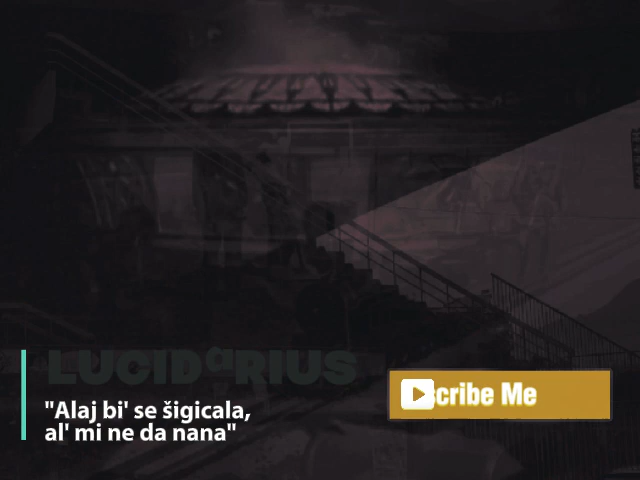 LUCIDaRIUS
"Alaj bi' se šigicala,
al' mi ne da nana"
cribe Me